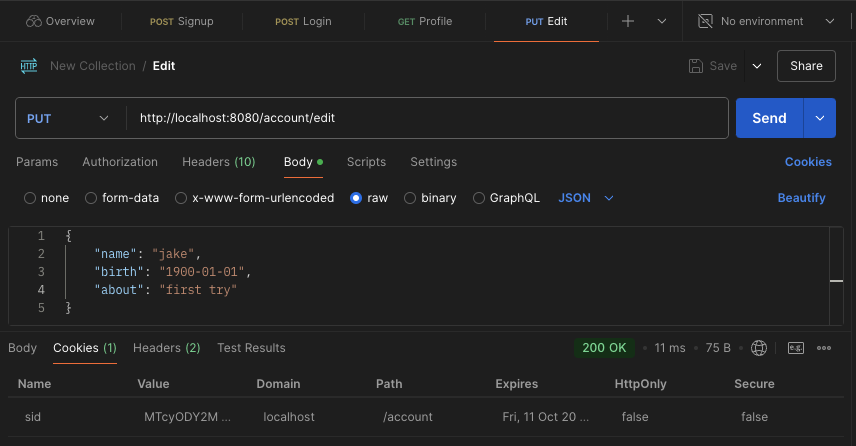 Overview POST Signup POST Login GET Profile PUT Edit No environment
HTTP New Collection / Edit Save Share
PUT http://localhost:8080/account/edit Send
Params Authorization Headers (10) Body Scripts Settings Cookies
none form-data x-www-form-urlencoded raw binary GraphQL JSON Beautify
1 {
2 "name": "jake",
3 "birth": "1900-01-01",
4 "about": "first try"
5 }
Body Cookies (1) Headers (2) Test Results 200 OK • 11 ms • 75 B • e.g.
Name Value Domain Path Expires HttpOnly Secure
sid MTcyODY2M ... localhost /account Fri, 11 Oct 20 ... false false